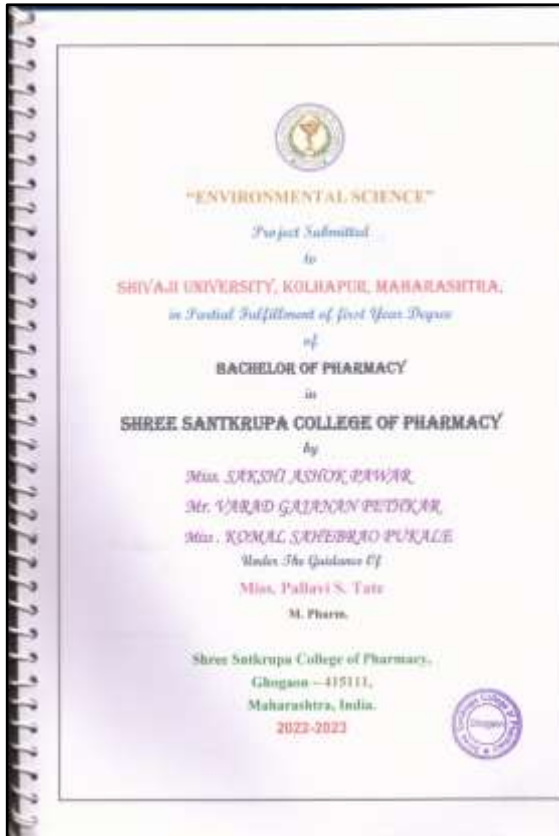 "ENVIRONMENTAL SCIENCE"
Project Submitted
to
SHIVAJI UNIVERSITY, KOLHAPUR, MAHARASHTRA,
in Partial Fulfillment of first Year Degree
of
BACHELOR OF PHARMACY
in
SHREE SANTKRUPA COLLEGE OF PHARMACY
by
Miss. SAKSHI ASHOK PAWAR
Mr. VARAD GAJANAN PETHKAR
Miss. KOMAL SAHEBRAO PUKALE
Under The Guidance Of
Miss. Pallavi S. Tate
M. Pharm.
Shree Sntkrupa College of Pharmacy,
Ghogaon – 415111,
Maharashtra, India.
2022-2023